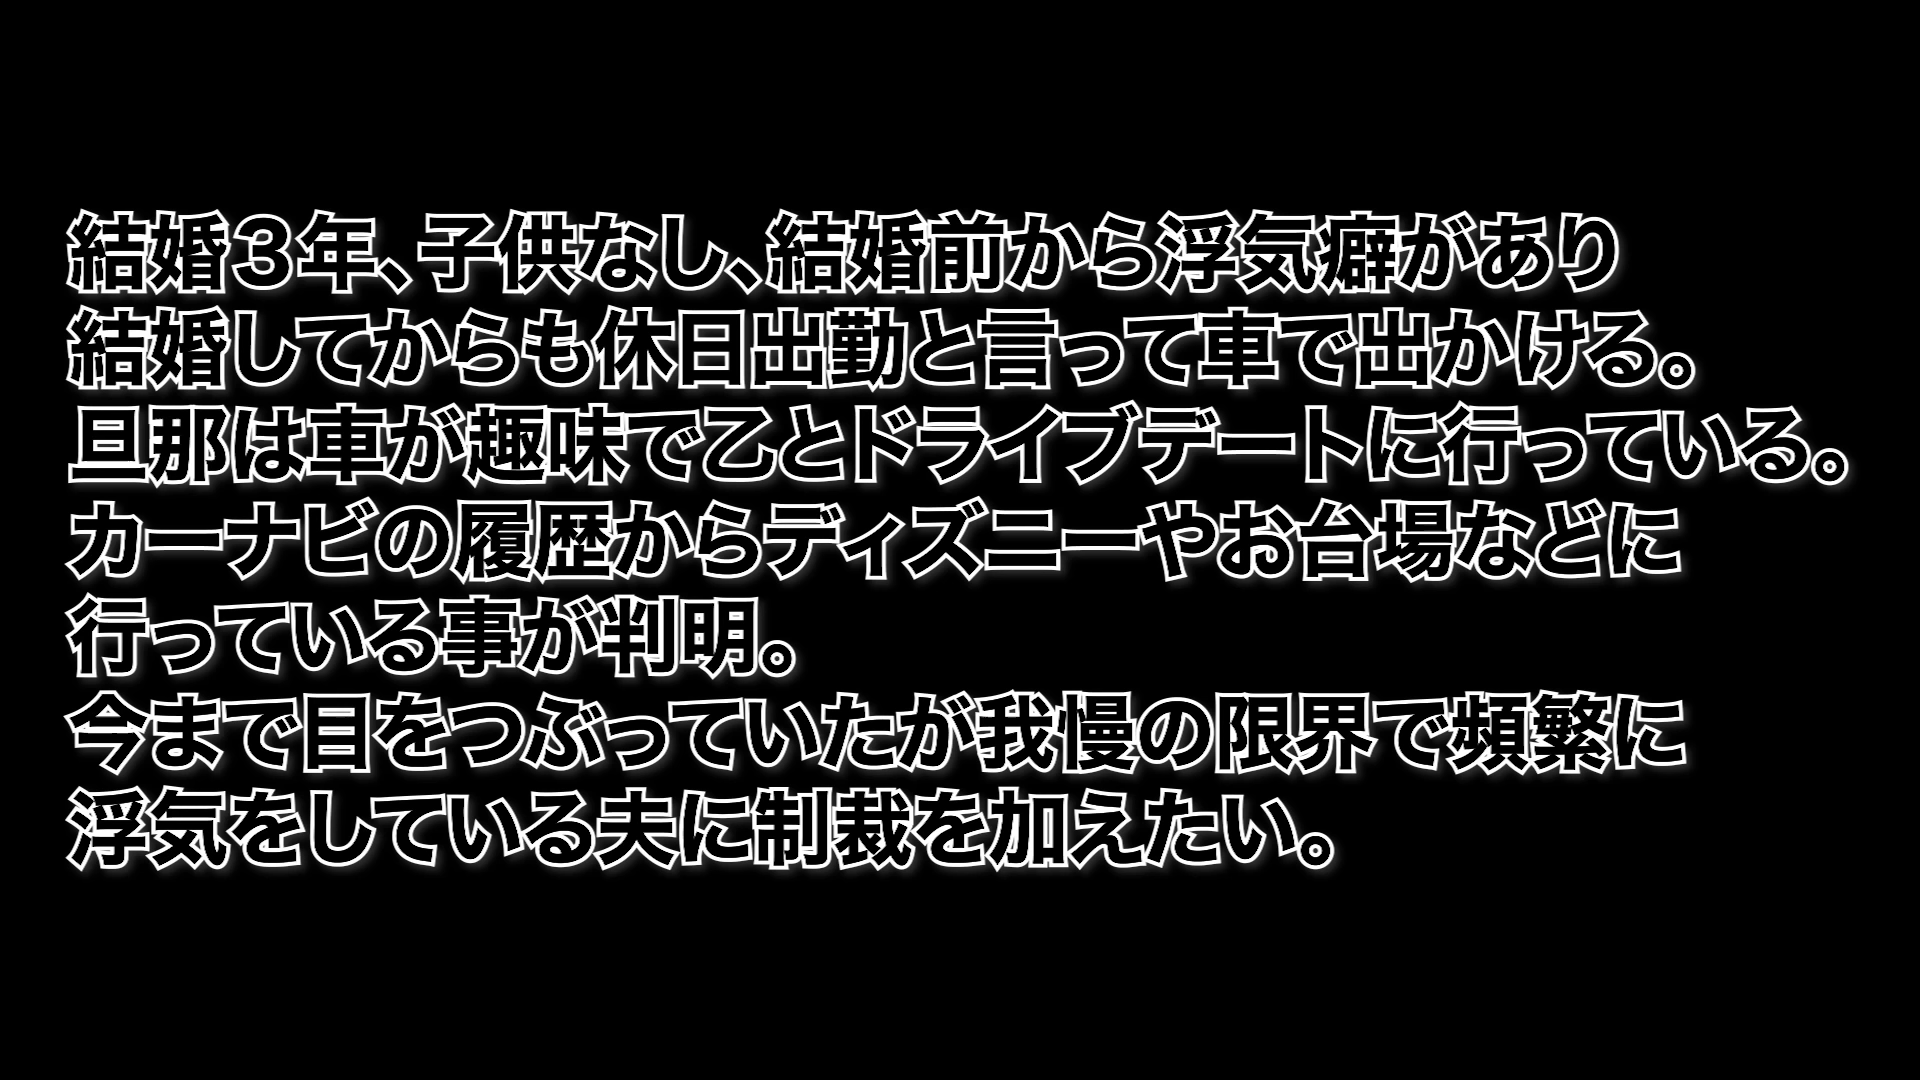 結婚３年、子供なし、結婚前から浮気癖があり
結婚してからも休日出勤と言って車で出かける。
旦那は車が趣味で乙とドライブデートに行っている。
カーナビの履歴からディズニーやお台場などに
行っている事が判明。
今まで目をつぶっていたが我慢の限界で頻繁に
浮気をしている夫に制裁を加えたい。